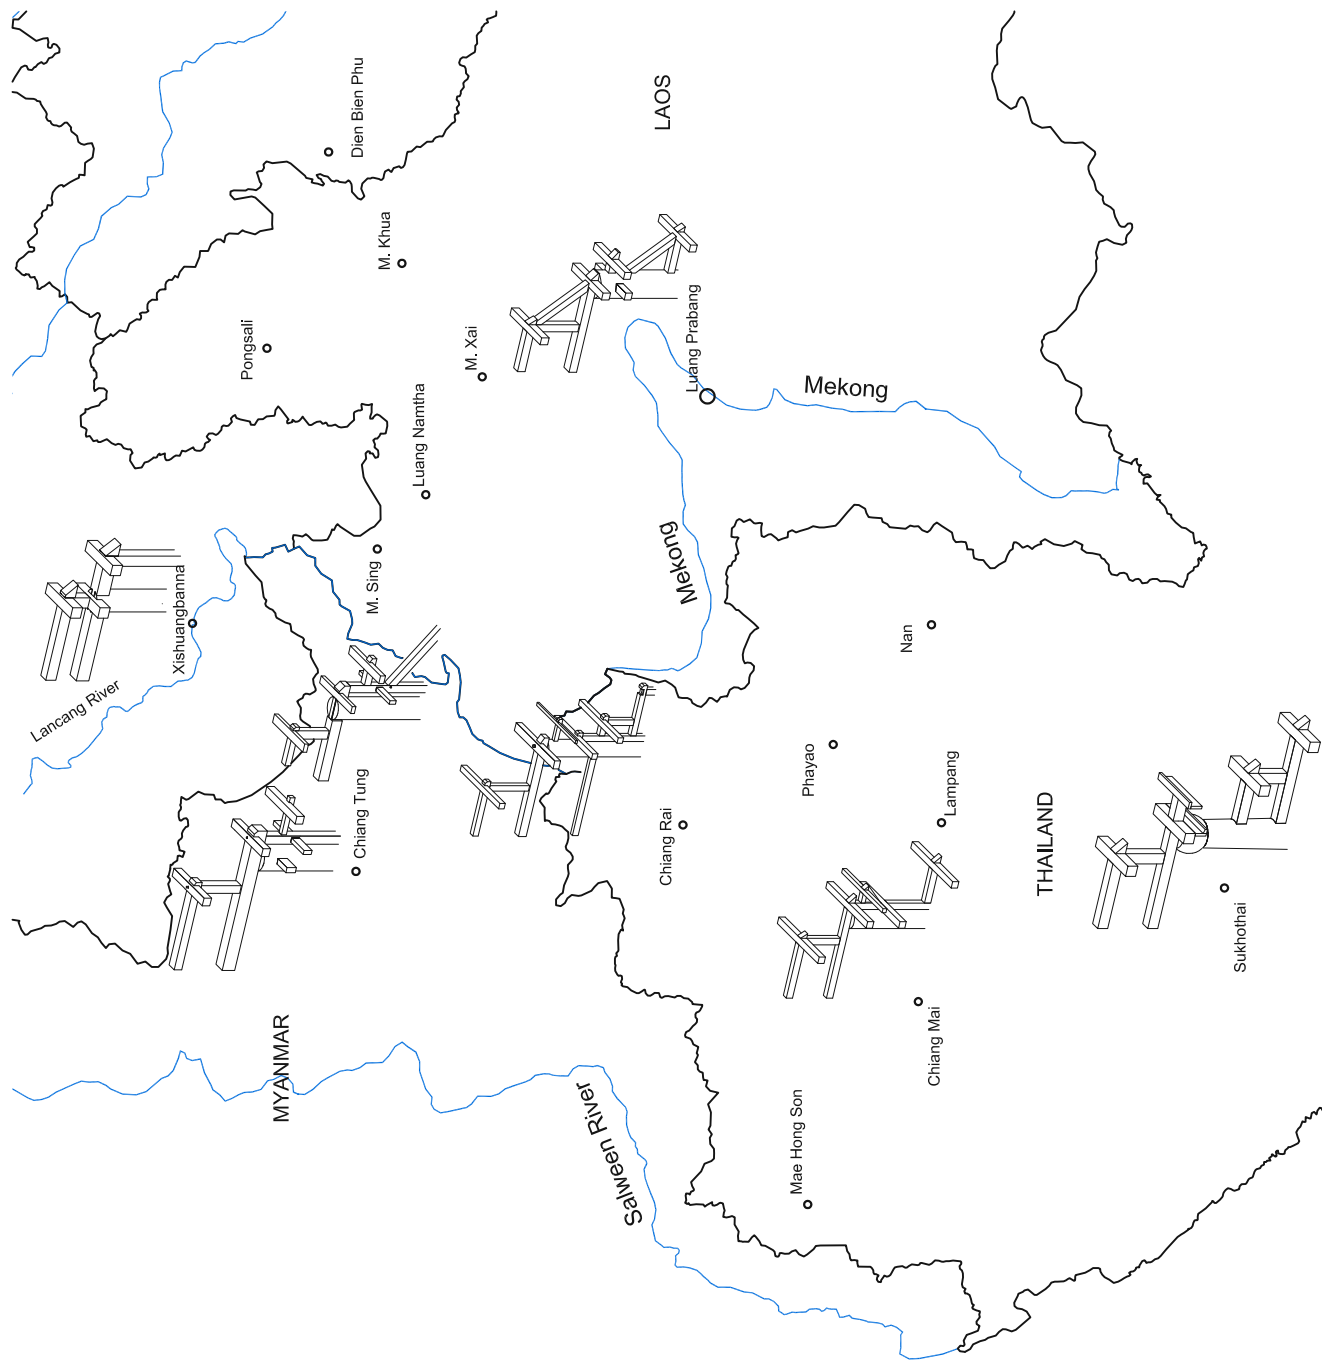 Dien Bien Phu
LAOS
M. Khua
Pongsali
M. Xai
Luang Prabang
Mekong
Luang Namtha
Xishuangbanna
M. Sing
Mekong
Lancang River
Nan
Chiang Tung
Chiang Rai
Phayao
Lampang
THAILAND
Sukhothai
MYANMAR
Chiang Mai
Salween River
Mae Hong Son